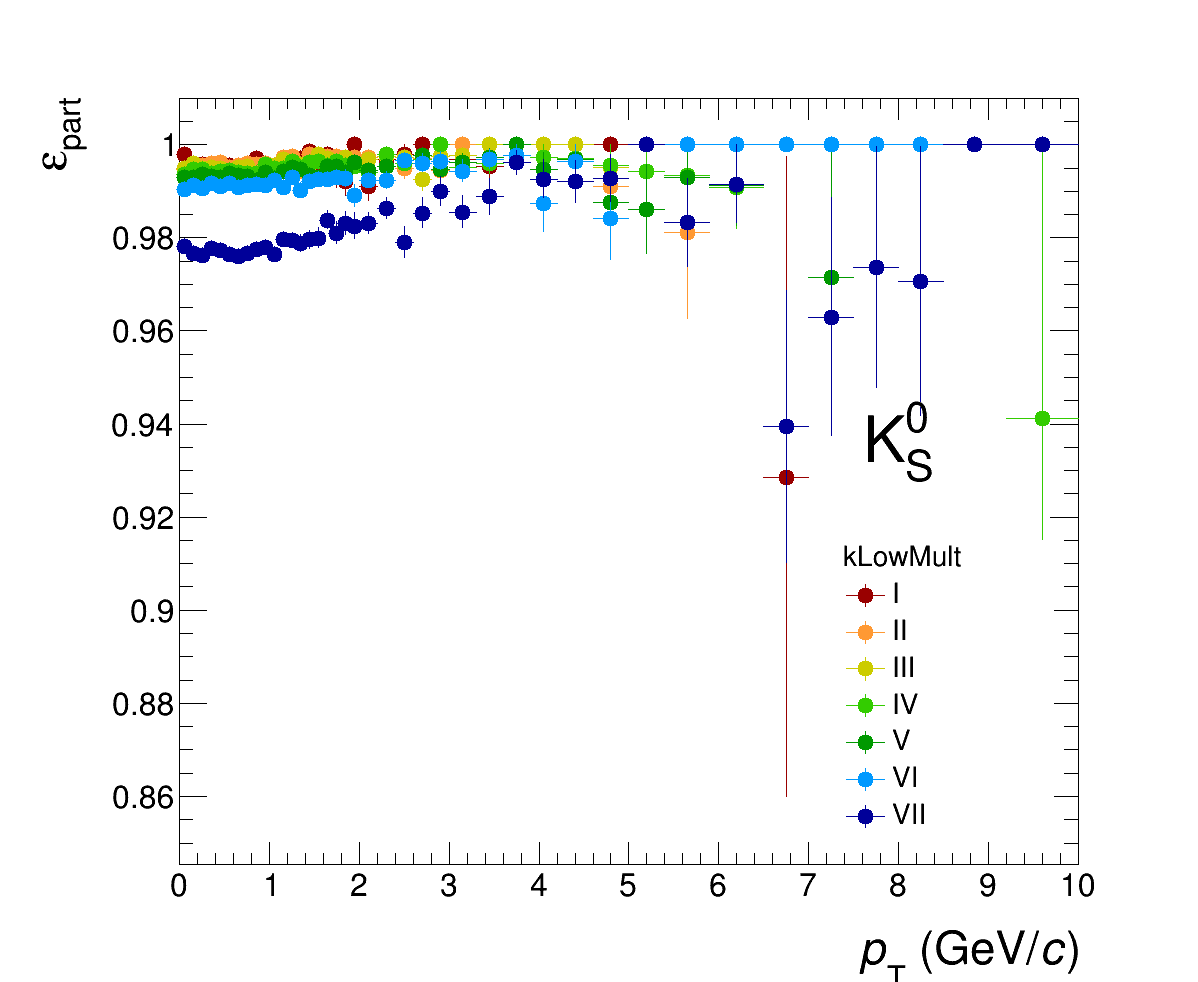 ε_part
1
0.98
0.96
0.94
0.92
0.9
0.88
0.86
K⁰_S
kLowMult
I
II
III
IV
V
VI
VII
0 1 2 3 4 5 6 7 8 9 10
p_T (GeV/c)